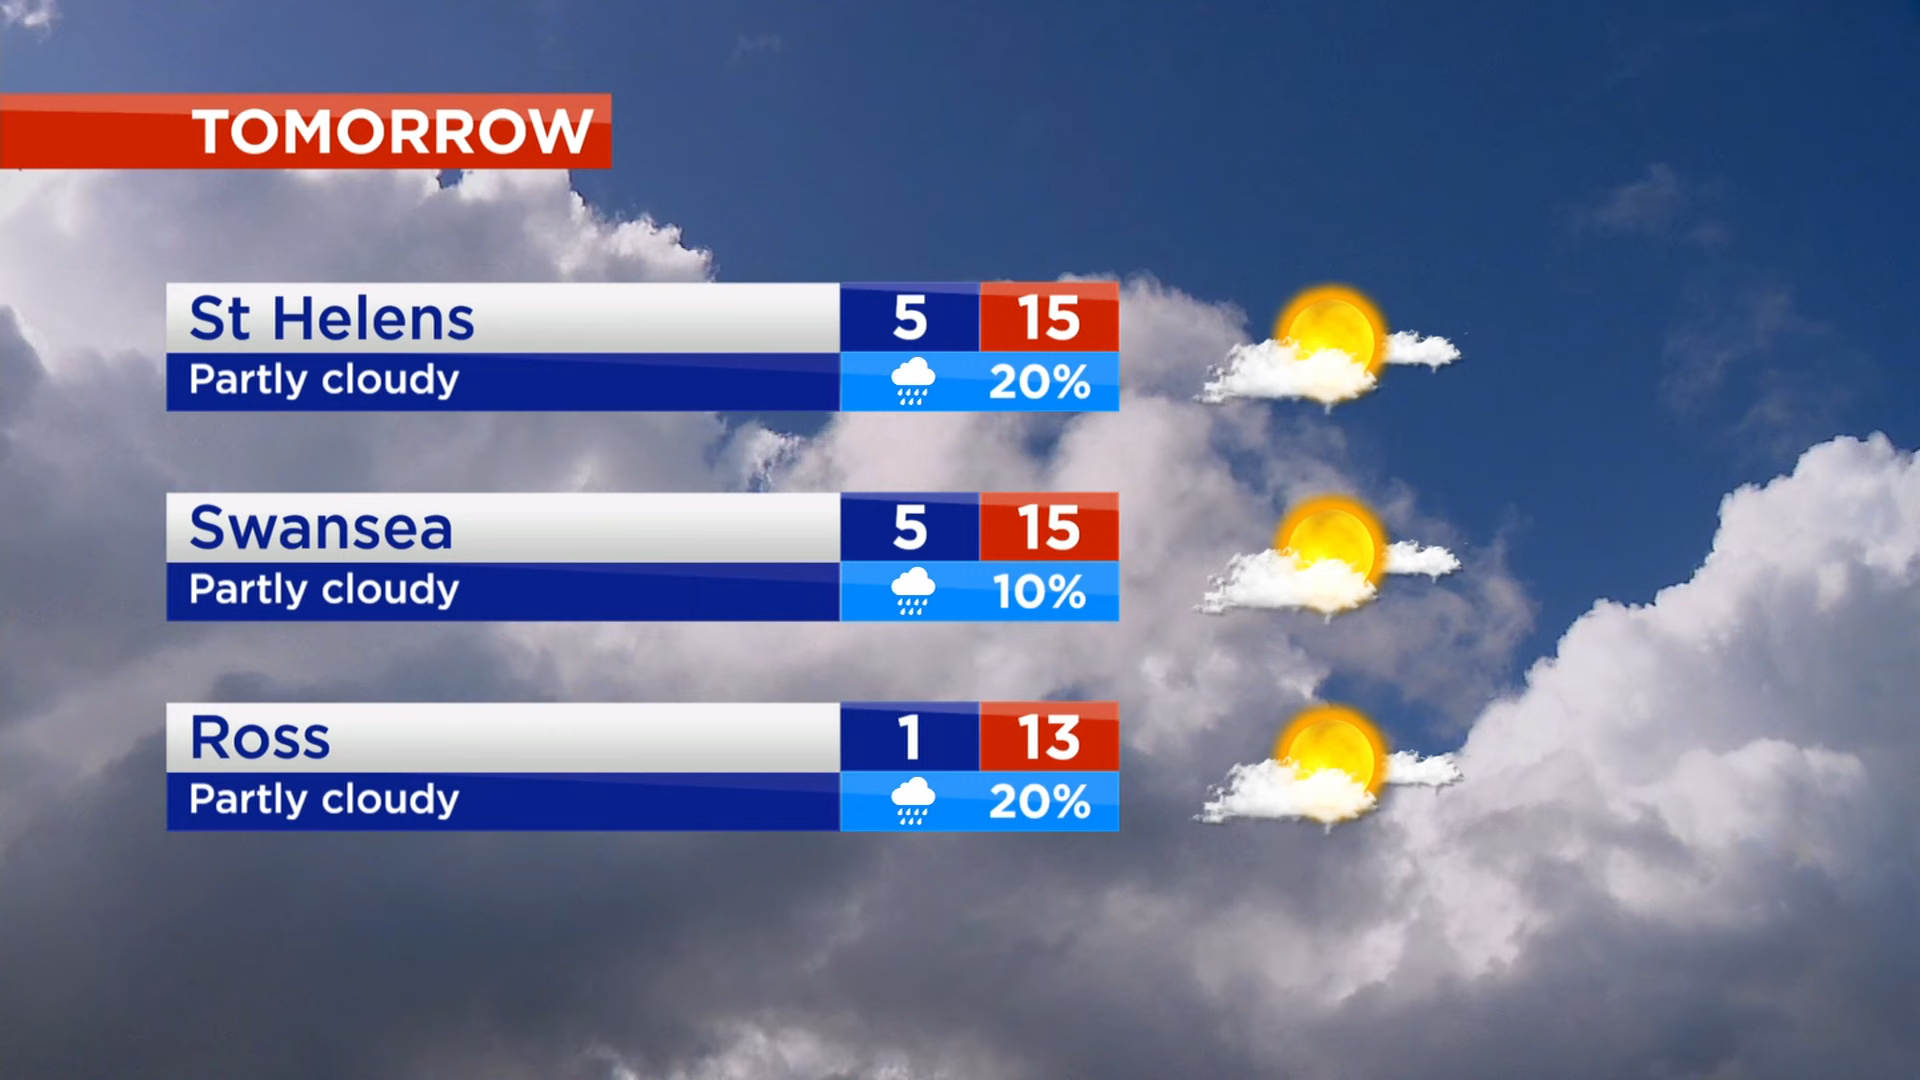 TOMORROW
St Helens 5 15
Partly cloudy 20%
Swansea 5 15
Partly cloudy 10%
Ross 1 13
Partly cloudy 20%